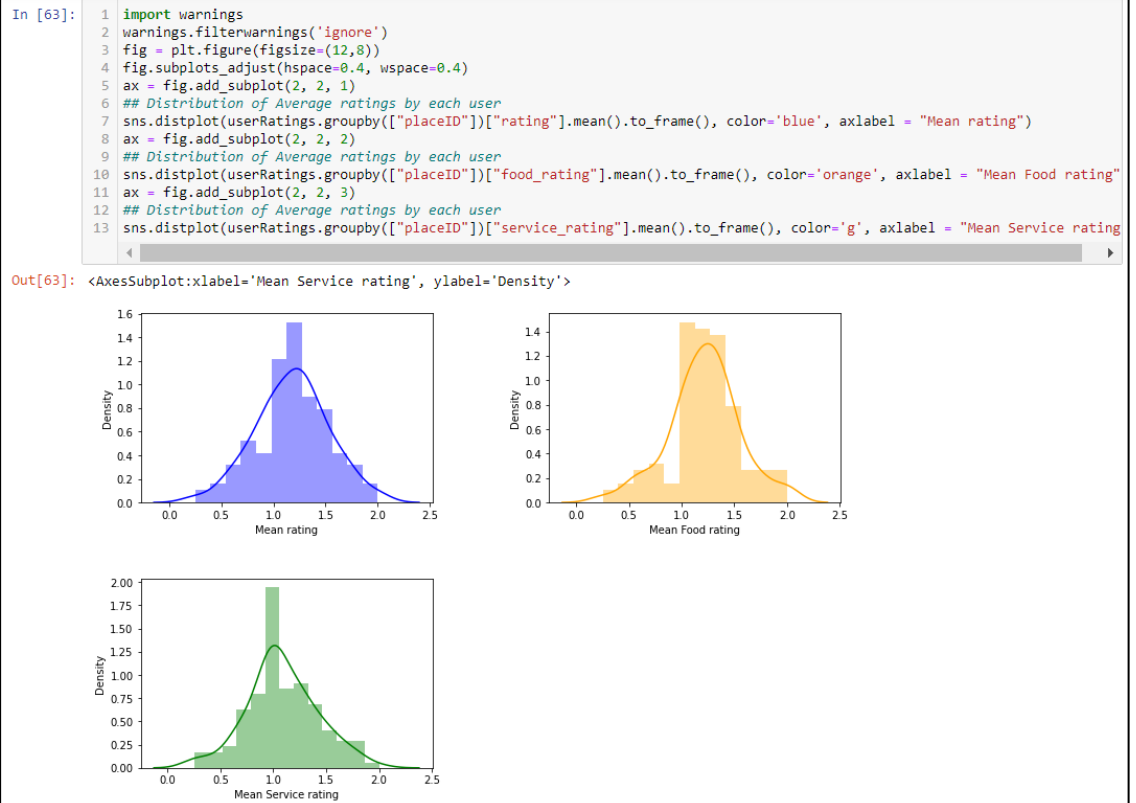 In [63]:
1 import warnings
2 warnings.filterwarnings('ignore')
3 fig = plt.figure(figsize=(12,8))
4 fig.subplots_adjust(hspace=0.4, wspace=0.4)
5 ax = fig.add_subplot(2, 2, 1)
6 ## Distribution of Average ratings by each user
7 sns.distplot(userRatings.groupby(["placeID"])["rating"].mean().to_frame(), color='blue', axlabel = "Mean rating")
8 ax = fig.add_subplot(2, 2, 2)
9 ## Distribution of Average ratings by each user
10 sns.distplot(userRatings.groupby(["placeID"])["food_rating"].mean().to_frame(), color='orange', axlabel = "Mean Food rating"
11 ax = fig.add_subplot(2, 2, 3)
12 ## Distribution of Average ratings by each user
13 sns.distplot(userRatings.groupby(["placeID"])["service_rating"].mean().to_frame(), color='g', axlabel = "Mean Service rating
Out[63]: <AxesSubplot:xlabel='Mean Service rating', ylabel='Density'>
1.6
1.4
1.2
1.0
0.8
0.6
0.4
0.2
0.0
Density
0.0 0.5 1.0 1.5 2.0 2.5
Mean rating
1.4
1.2
1.0
0.8
0.6
0.4
0.2
0.0
Density
0.0 0.5 1.0 1.5 2.0 2.5
Mean Food rating
2.00
1.75
1.50
1.25
1.00
0.75
0.50
0.25
0.00
Density
0.0 0.5 1.0 1.5 2.0 2.5
Mean Service rating